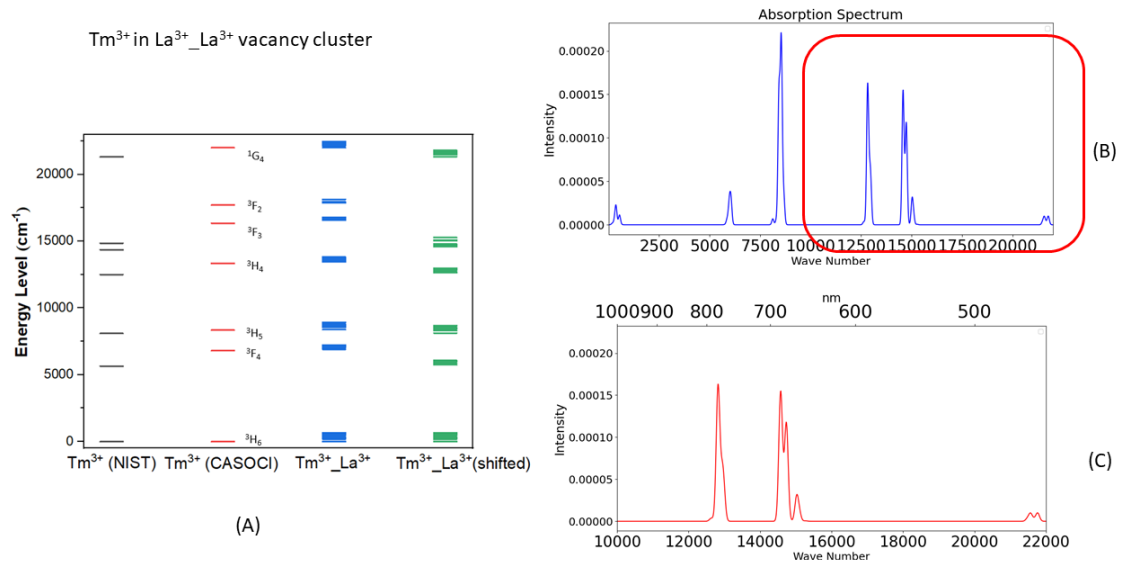 Tm³⁺ in La³⁺_La³⁺ vacancy cluster
Energy Level (cm⁻¹)
20000
15000
10000
5000
0
¹G₄
³F₂
³F₃
³H₄
³H₅
³F₄
³H₆
Tm³⁺ (NIST) Tm³⁺ (CASOCI) Tm³⁺_La³⁺ Tm³⁺_La³⁺(shifted)
(A)
Absorption Spectrum
Intensity
0.00020
0.00015
0.00010
0.00005
0.00000
2500 5000 7500 10000 12500 15000 17500 20000
Wave Number
(B)
nm
1000 900 800 700 600 500
Intensity
0.00020
0.00015
0.00010
0.00005
0.00000
10000 12000 14000 16000 18000 20000 22000
Wave Number
(C)